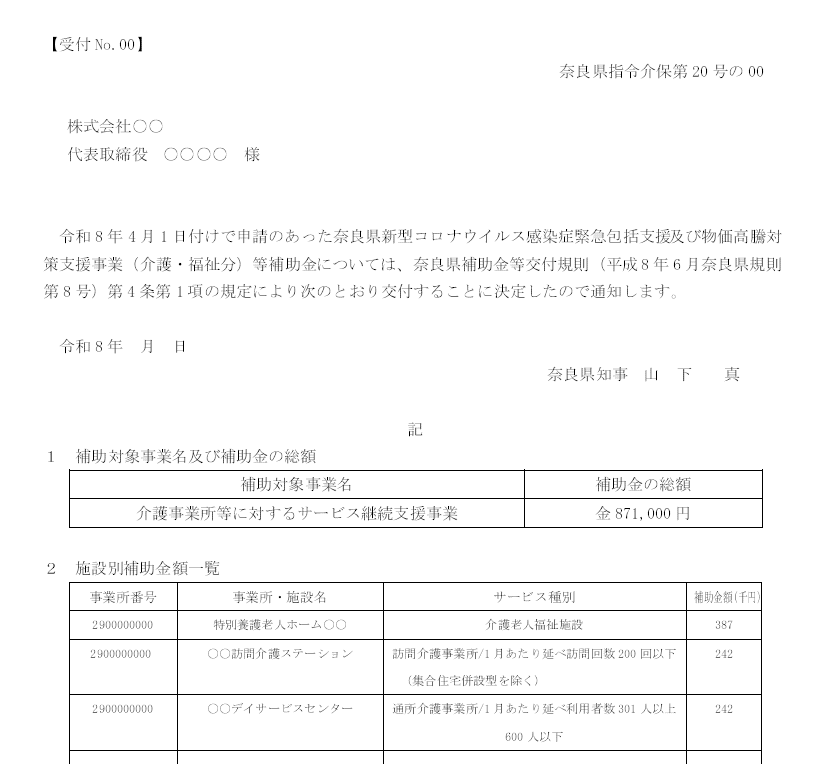 【受付 No.00】
奈良県指令介保第 20 号の 00
株式会社〇〇
代表取締役　〇〇〇〇　様
令和８年４月１日付けで申請のあった奈良県新型コロナウイルス感染症緊急包括支援及び物価高騰対
策支援事業（介護・福祉分）等補助金については、奈良県補助金等交付規則（平成８年６月奈良県規則
第８号）第４条第１項の規定により次のとおり交付することに決定したので通知します。
令和８年　月　日
奈良県知事　山　下　　真
記
１　補助対象事業名及び補助金の総額
補助対象事業名　補助金の総額
介護事業所等に対するサービス継続支援事業　金 871,000 円
２　施設別補助金額一覧
事業所番号　事業所・施設名　サービス種別　補助金額(千円)
2900000000　特別養護老人ホーム〇〇　介護老人福祉施設　387
2900000000　〇〇訪問介護ステーション　訪問介護事業所/1 月あたり延べ訪問回数 200 回以下　242
（集合住宅併設型を除く）
2900000000　〇〇デイサービスセンター　通所介護事業所/1 月あたり延べ利用者数 301 人以上　242
600 人以下